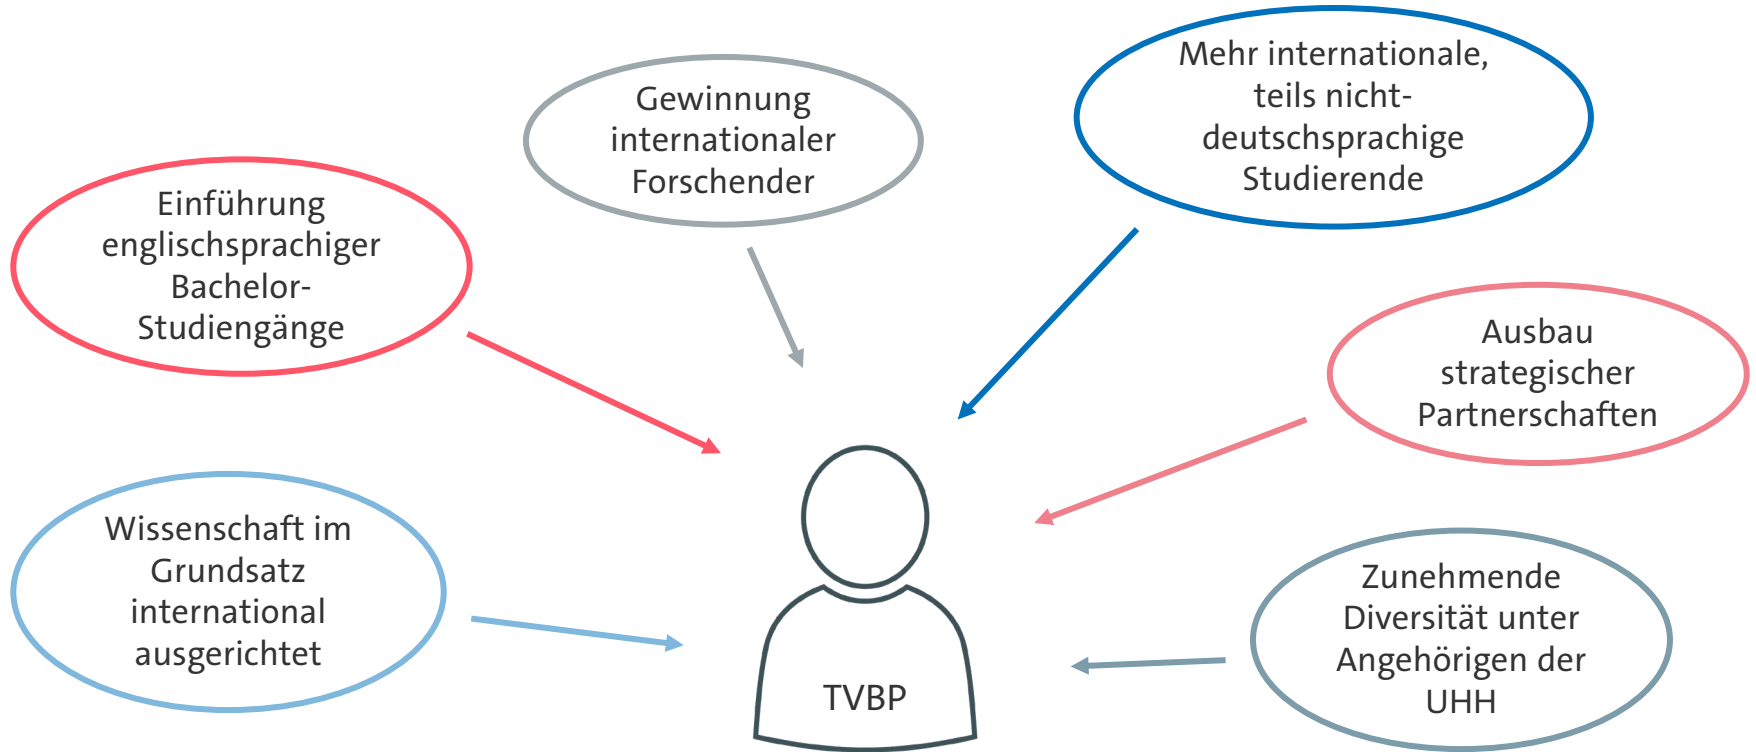 Einführung
englischsprachiger
Bachelor-
Studiengänge
Gewinnung
internationaler
Forschender
Mehr internationale,
teils nicht-
deutschsprachige
Studierende
Ausbau
strategischer
Partnerschaften
Wissenschaft im
Grundsatz
international
ausgerichtet
Zunehmende
Diversität unter
Angehörigen der
UHH
TVBP